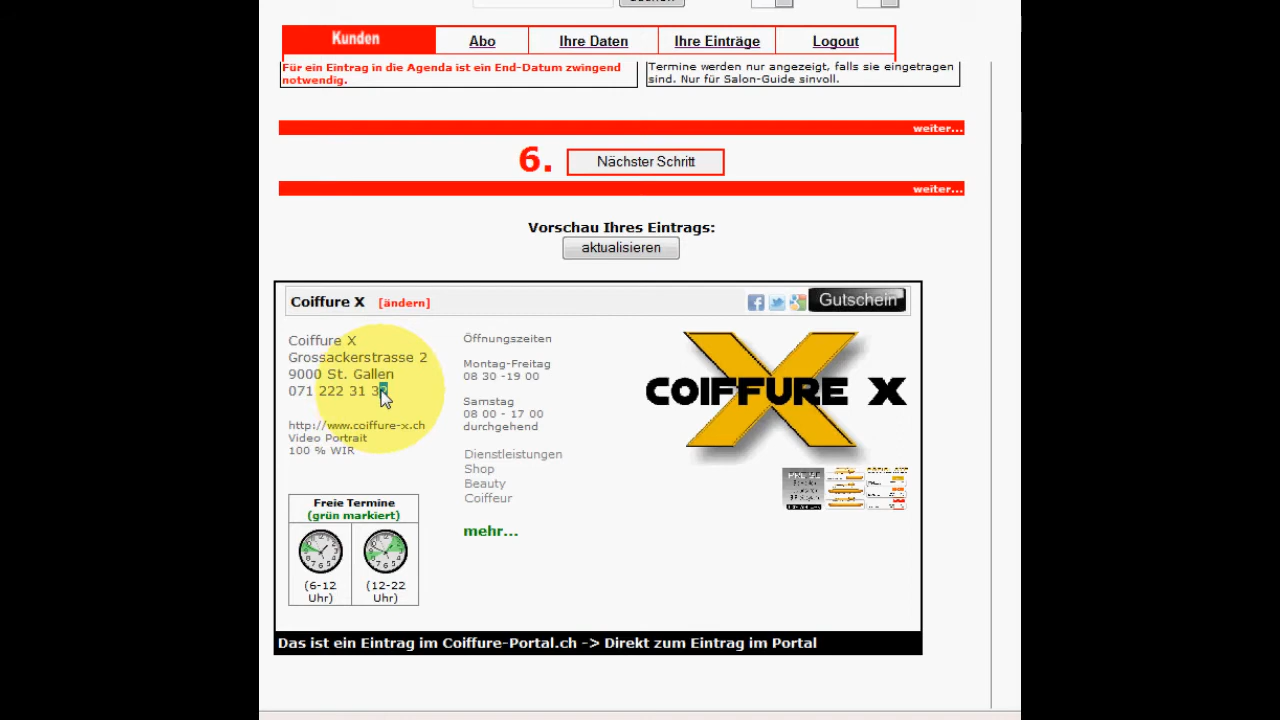 Kunden
Abo
Ihre Daten
Ihre Einträge
Logout
Für ein Eintrag in die Agenda ist ein End-Datum zwingend
notwendig.
Termine werden nur angezeigt, falls sie eingetragen
sind. Nur für Salon-Guide sinvoll.
weiter...
6. Nächster Schritt
weiter...
Vorschau Ihres Eintrags:
aktualisieren
Coiffure X [ändern]
Gutschein
Coiffure X
Grossackerstrasse 2
9000 St. Gallen
071 222 31 3
http://www.coiffure-x.ch
Video Portrait
100 % WIR
Freie Termine
(grün markiert)
(6-12
Uhr)
(12-22
Uhr)
Öffnungszeiten
Montag-Freitag
08 30 -19 00
Samstag
08 00 - 17 00
durchgehend
Dienstleistungen
Shop
Beauty
Coiffeur
mehr...
COIFFURE X
Das ist ein Eintrag im Coiffure-Portal.ch -> Direkt zum Eintrag im Portal